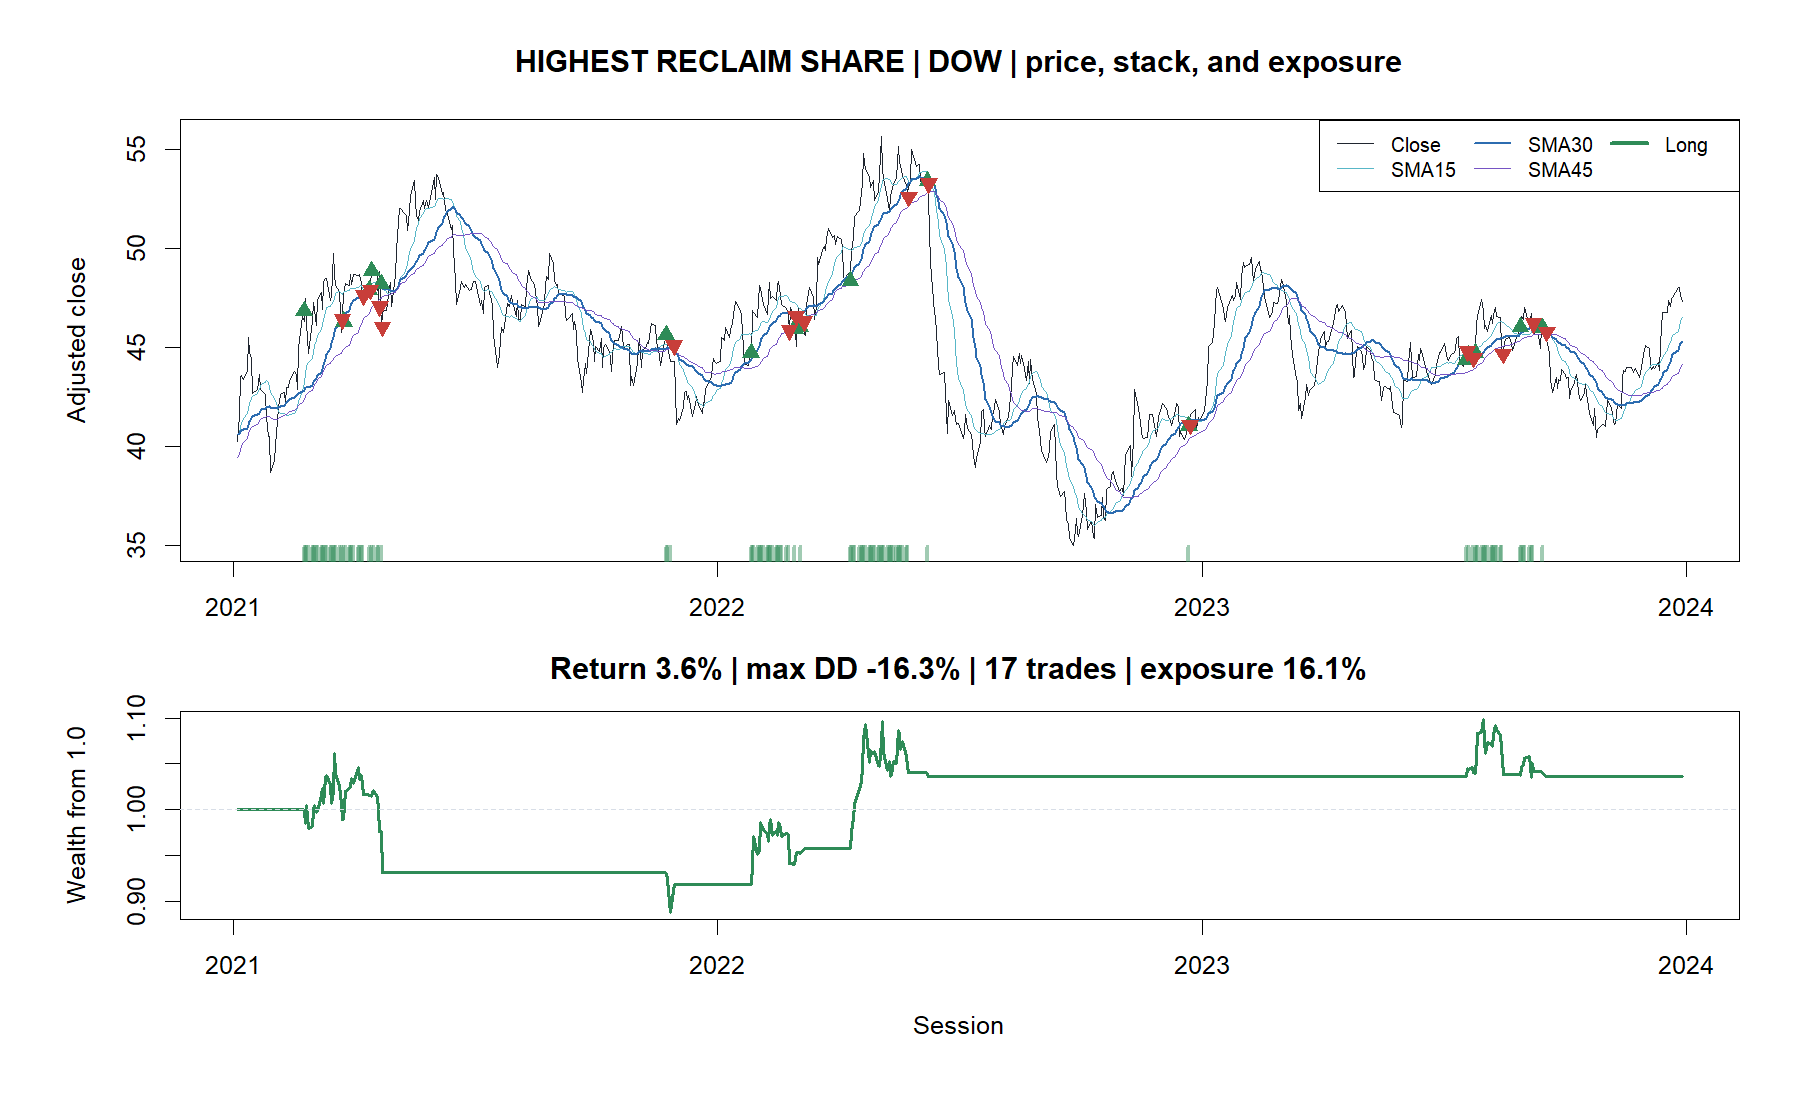 HIGHEST RECLAIM SHARE | DOW | price, stack, and exposure
Close SMA30 Long
SMA15 SMA45
Adjusted close
55
50
45
40
35
2021 2022 2023 2024
Return 3.6% | max DD -16.3% | 17 trades | exposure 16.1%
Wealth from 1.0
1.10
1.00
0.90
2021 2022 2023 2024
Session